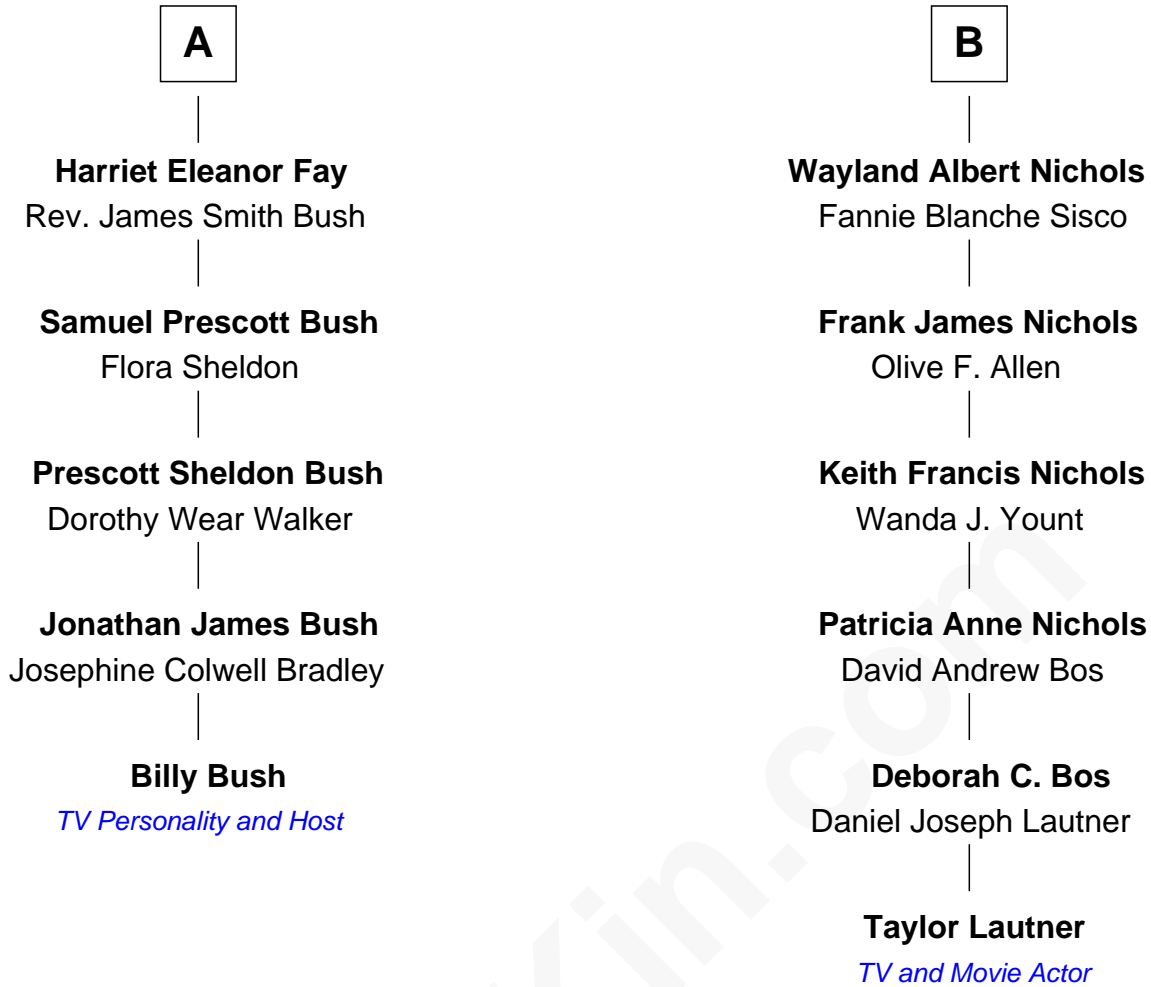 A
Harriet Eleanor Fay
Rev. James Smith Bush
Samuel Prescott Bush
Flora Sheldon
Prescott Sheldon Bush
Dorothy Wear Walker
Jonathan James Bush
Josephine Colwell Bradley
Billy Bush
TV Personality and Host
B
Wayland Albert Nichols
Fannie Blanche Sisco
Frank James Nichols
Olive F. Allen
Keith Francis Nichols
Wanda J. Yount
Patricia Anne Nichols
David Andrew Bos
Deborah C. Bos
Daniel Joseph Lautner
Taylor Lautner
TV and Movie Actor
Kin.com